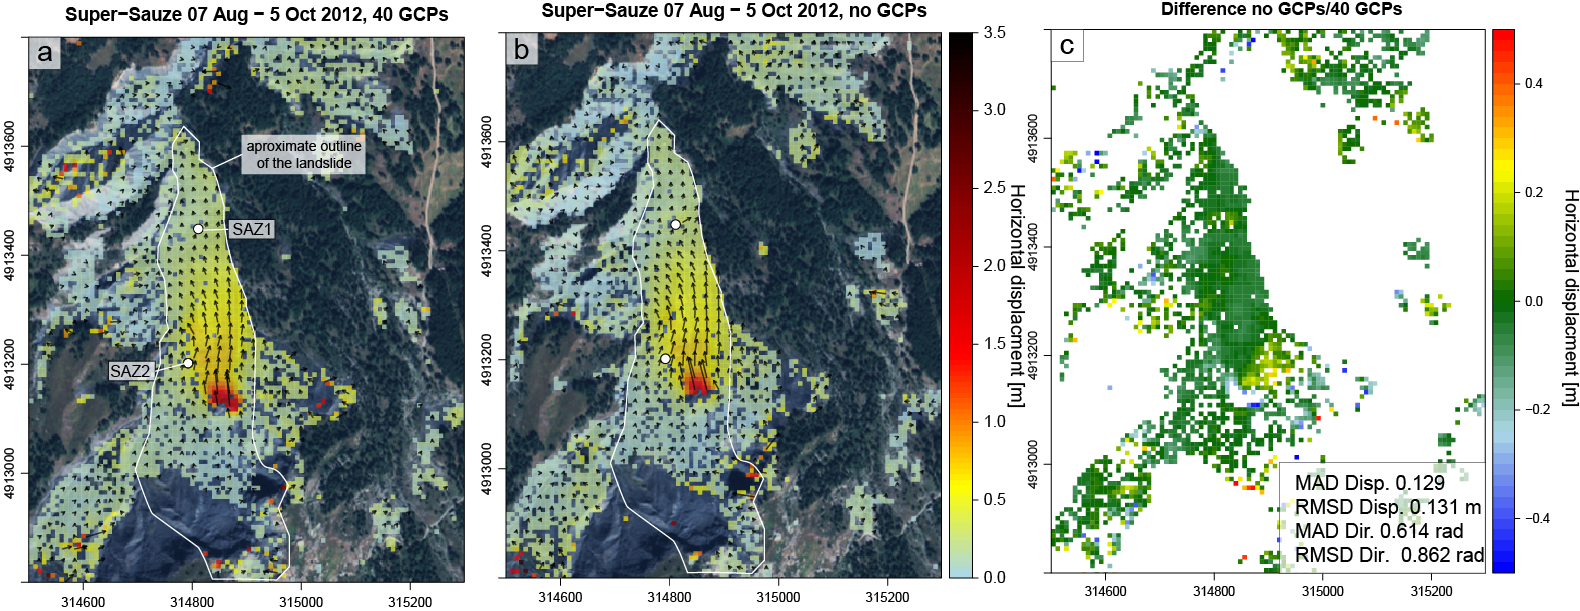 Super−Sauze 07 Aug − 5 Oct 2012, 40 GCPs
a
aproximate outline
of the landslide
SAZ1
SAZ2
4913600
4913400
4913200
4913000
314600
314800
315000
315200
Super−Sauze 07 Aug − 5 Oct 2012, no GCPs
b
4913600
4913400
4913200
4913000
314600
314800
315000
315200
3.5
3.0
2.5
2.0
1.5
1.0
0.5
0.0
Horizontal displacment [m]
Difference no GCPs/40 GCPs
c
4913600
4913400
4913200
4913000
314600
314800
315000
315200
MAD Disp. 0.129
RMSD Disp. 0.131 m
MAD Dir. 0.614 rad
RMSD Dir. 0.862 rad
0.4
0.2
0.0
−0.2
−0.4
Horizontal displacment [m]